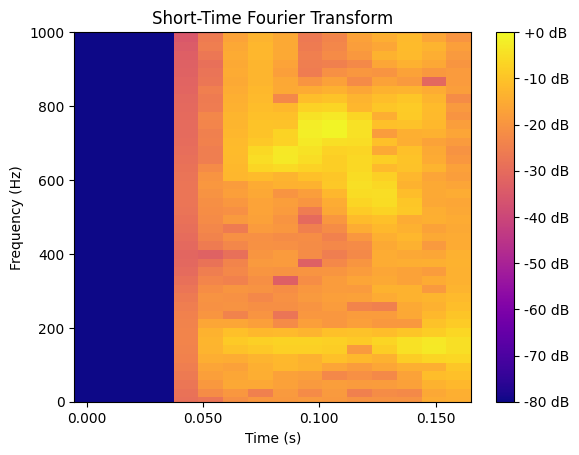 Short-Time Fourier Transform
1000
800
600
400
200
0
Frequency (Hz)
0.000
0.050
0.100
0.150
Time (s)
+0 dB
-10 dB
-20 dB
-30 dB
-40 dB
-50 dB
-60 dB
-70 dB
-80 dB